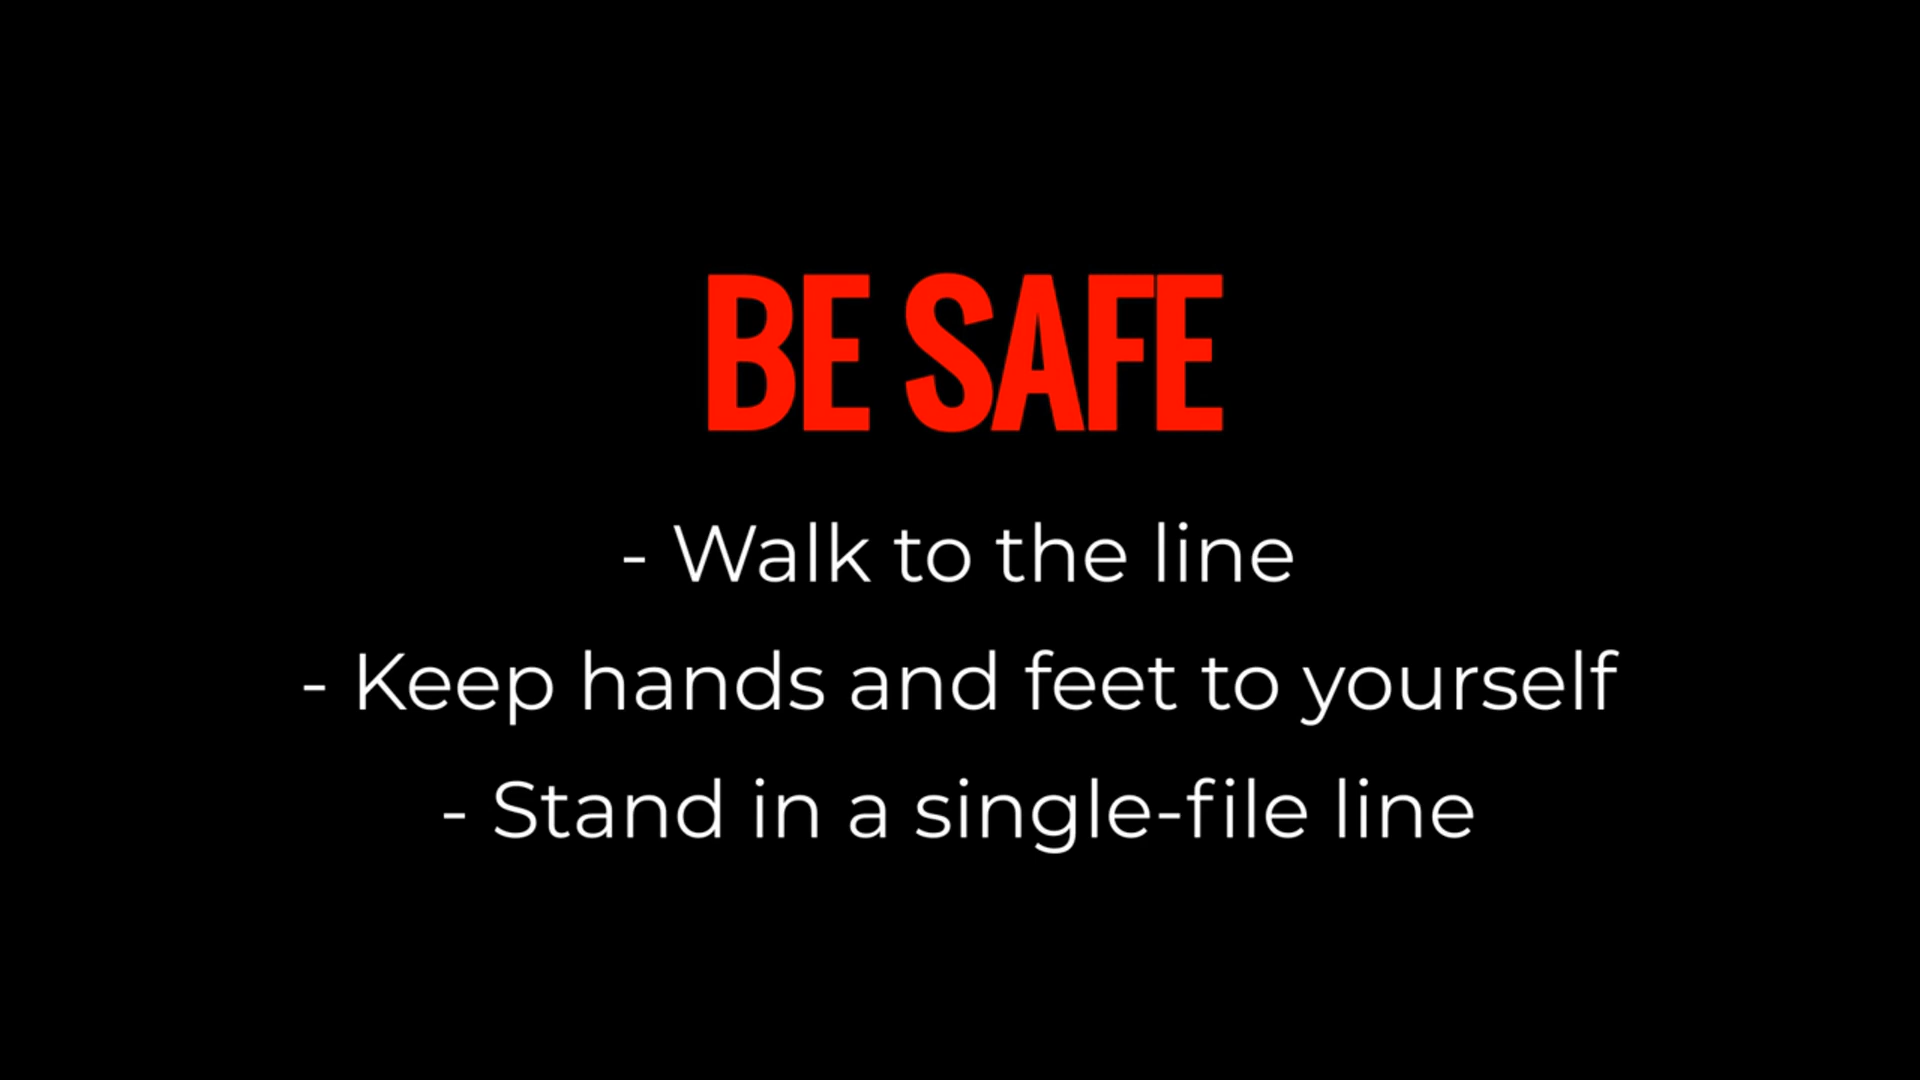 BE SAFE
- Walk to the line
- Keep hands and feet to yourself
- Stand in a single-file line